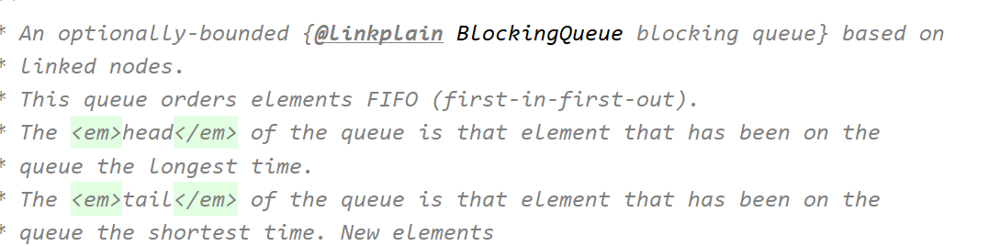 * An optionally-bounded {@linkplain BlockingQueue blocking queue} based on
* linked nodes.
* This queue orders elements FIFO (first-in-first-out).
* The <em>head</em> of the queue is that element that has been on the
* queue the longest time.
* The <em>tail</em> of the queue is that element that has been on the
* queue the shortest time. New elements